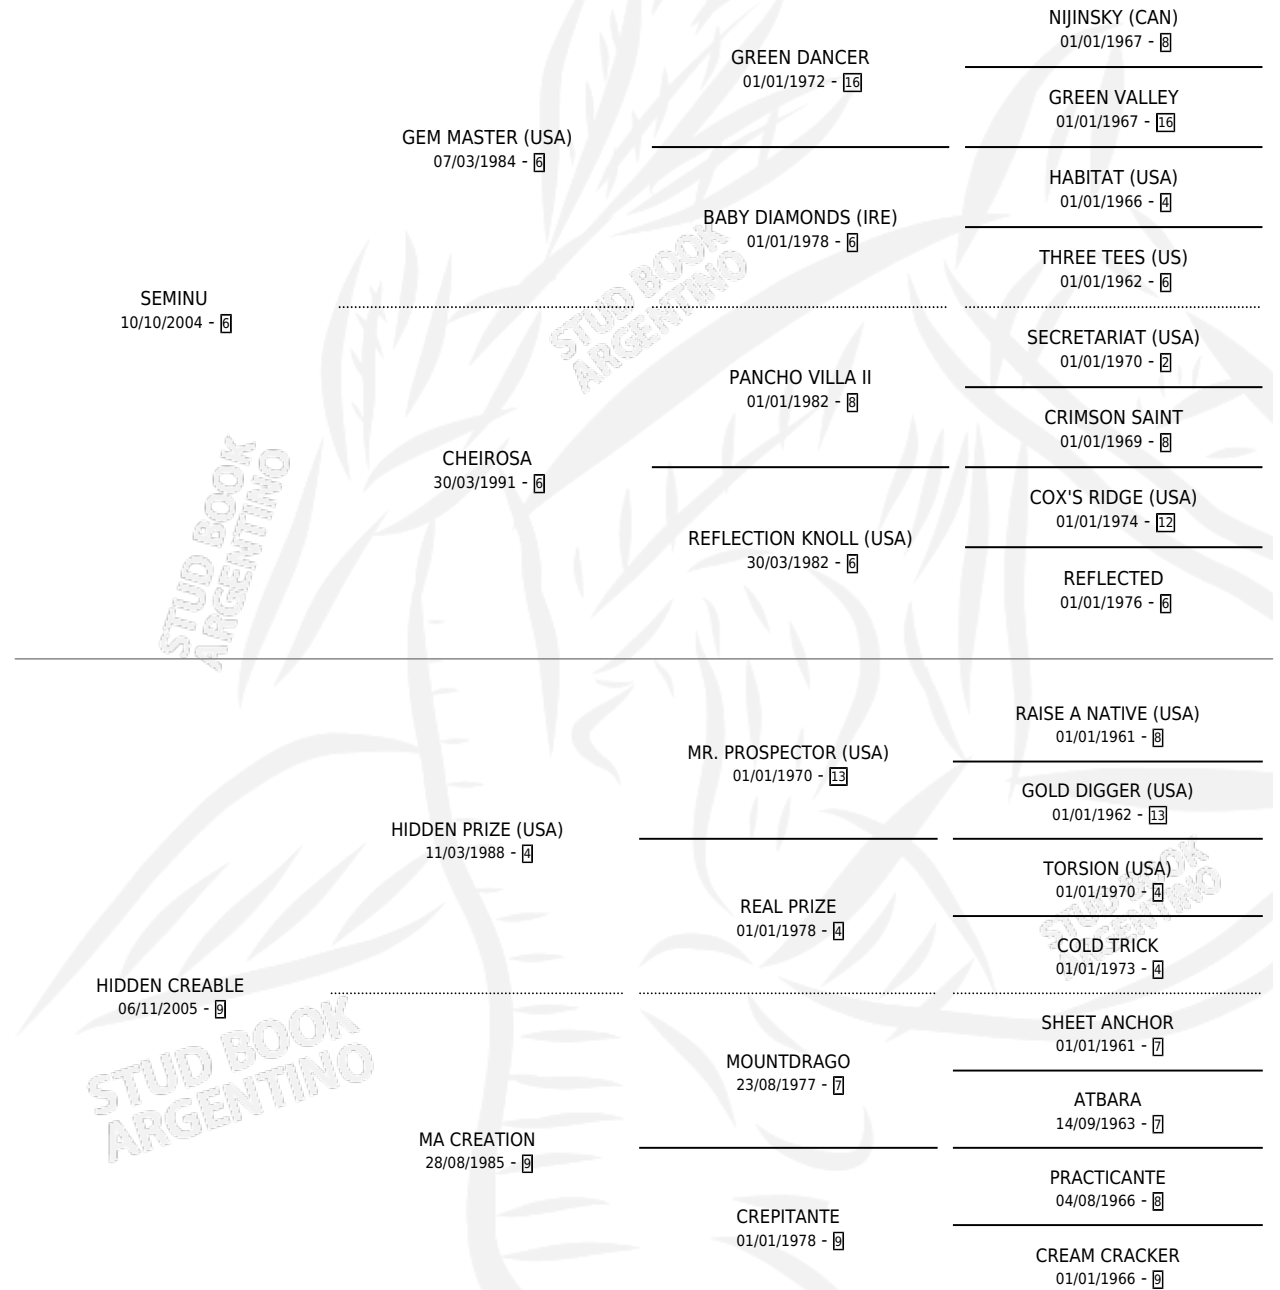 NIJINSKY (CAN)
01/01/1967 - 8
GREEN DANCER
01/01/1972 - 16
GREEN VALLEY
01/01/1967 - 16
GEM MASTER (USA)
07/03/1984 - 6
HABITAT (USA)
01/01/1966 - 4
BABY DIAMONDS (IRE)
01/01/1978 - 6
THREE TEES (US)
01/01/1962 - 6
SEMINU
10/10/2004 - 6
SECRETARIAT (USA)
01/01/1970 - 2
PANCHO VILLA II
01/01/1982 - 8
CRIMSON SAINT
01/01/1969 - 8
CHEIROSA
30/03/1991 - 6
COX'S RIDGE (USA)
01/01/1974 - 12
REFLECTION KNOLL (USA)
30/03/1982 - 6
REFLECTED
01/01/1976 - 6
STUD BOOK
ARGENTINO
STUD BOOK
ARGENTINO
RAISE A NATIVE (USA)
01/01/1961 - 8
MR. PROSPECTOR (USA)
01/01/1970 - 13
GOLD DIGGER (USA)
01/01/1962 - 13
HIDDEN PRIZE (USA)
11/03/1988 - 4
TORSION (USA)
01/01/1970 - 4
REAL PRIZE
01/01/1978 - 4
COLD TRICK
01/01/1973 - 4
HIDDEN CREABLE
06/11/2005 - 9
SHEET ANCHOR
01/01/1961 - 7
MOUNTDRAGO
23/08/1977 - 7
ATBARA
14/09/1963 - 7
MA CREATION
28/08/1985 - 9
PRACTICANTE
04/08/1966 - 8
CREPITANTE
01/01/1978 - 9
CREAM CRACKER
01/01/1966 - 9
STUD BOOK
ARGENTINO
STUD BOOK
ARGENTINO